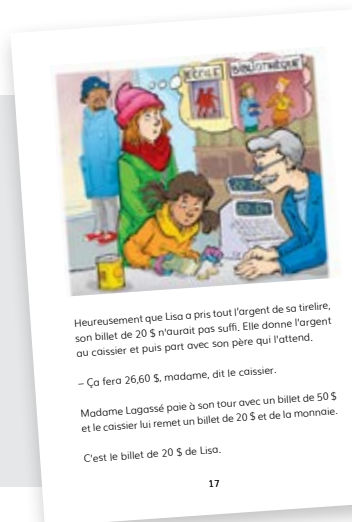 ÉCOLE
BIBLIOTHÈQUE
Heureusement que Lisa a pris tout l'argent de sa tirelire,
son billet de 20 $ n'aurait pas suffi. Elle donne l'argent
au caissier et puis part avec son père qui l'attend.
– Ça fera 26,60 $, madame, dit le caissier.
Madame Lagassé paie à son tour avec un billet de 50 $
et le caissier lui remet un billet de 20 $ et de la monnaie.
C'est le billet de 20 $ de Lisa.
17